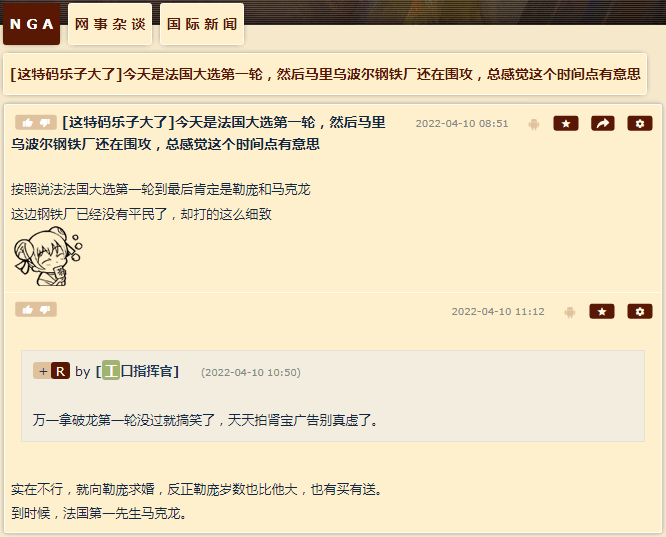 NGA 网事杂谈 国际新闻
[这特码乐子大了]今天是法国大选第一轮，然后马里乌波尔钢铁厂还在围攻，总感觉这个时间点有意思
[这特码乐子大了]今天是法国大选第一轮，然后马里 2022-04-10 08:51
乌波尔钢铁厂还在围攻，总感觉这个时间点有意思
按照说法法国大选第一轮到最后肯定是勒庞和马克龙
这边钢铁厂已经没有平民了，却打的这么细致
2022-04-10 11:12
+ R by [工口指挥官] (2022-04-10 10:50)
万一拿破龙第一轮没过就搞笑了，天天拍肾宝广告别真虚了。
实在不行，就向勒庞求婚，反正勒庞岁数也比他大，也有买有送。
到时候，法国第一先生马克龙。